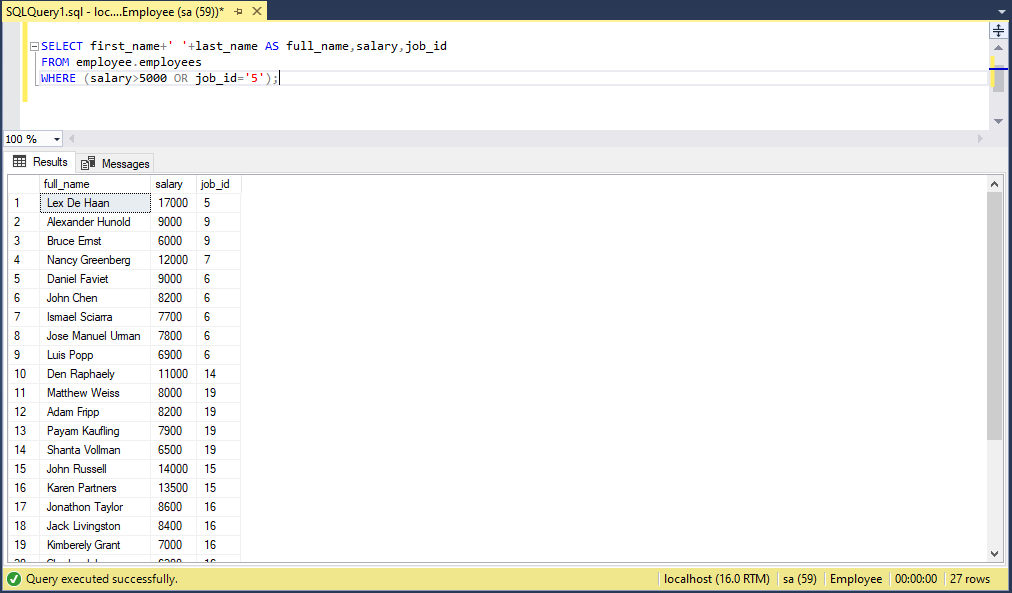 SQLQuery1.sql - loc....Employee (sa (59))*
SELECT first_name+' '+last_name AS full_name,salary,job_id
FROM employee.employees
WHERE (salary>5000 OR job_id='5');
100 %
Results Messages
full_name salary job_id
1 Lex De Haan 17000 5
2 Alexander Hunold 9000 9
3 Bruce Ernst 6000 9
4 Nancy Greenberg 12000 7
5 Daniel Faviet 9000 6
6 John Chen 8200 6
7 Ismael Sciarra 7700 6
8 Jose Manuel Urman 7800 6
9 Luis Popp 6900 6
10 Den Raphaely 11000 14
11 Matthew Weiss 8000 19
12 Adam Fripp 8200 19
13 Payam Kaufling 7900 19
14 Shanta Vollman 6500 19
15 John Russell 14000 15
16 Karen Partners 13500 15
17 Jonathon Taylor 8600 16
18 Jack Livingston 8400 16
19 Kimberely Grant 7000 16
Query executed successfully. localhost (16.0 RTM) sa (59) Employee 00:00:00 27 rows